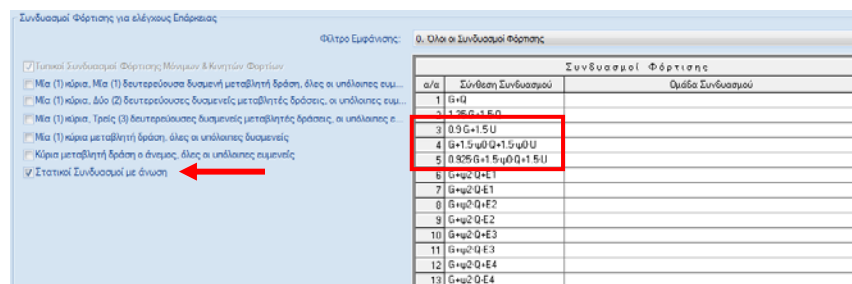 Συνδυασμοί Φόρτισης για ελέγχους Επάρκειας
Φίλτρο Εμφάνισης: 0. Όλοι οι Συνδυασμοί Φόρτισης
Τυπικοί Συνδυασμοί Φόρτισης Μόνιμων & Κινητών Φορτίων
Μία (1) κύρια, Μία (1) δευτερεύουσα δυσμενή μεταβλητή δράση, όλες οι υπόλοιπες ευμ...
Μία (1) κύρια, Δύο (2) δευτερεύουσες δυσμενείς μεταβλητές δράσεις, οι υπόλοιπες ευμ...
Μία (1) κύρια, Τρείς (3) δευτερεύουσες δυσμενείς μεταβλητές δράσεις, οι υπόλοιπες ε...
Μία (1) κύρια μεταβλητή δράση, όλες οι υπόλοιπες δυσμενείς
Κύρια μεταβλητή δράση ο άνεμος, όλες οι υπόλοιπες ευμενείς
Στατικοί Συνδυασμοί με άνωση
Συνδυασμοί Φόρτισης
α/α Σύνθεση Συνδυασμού Ομάδα Συνδυασμού
1 G+Q
2 1.35·G+1.5·Q
3 0.9·G+1.5·U
4 G+1.5·ψ0·Q+1.5·ψ0·U
5 0.925·G+1.5·ψ0·Q+1.5·U
6 G+ψ2·Q+E1
7 G+ψ2·Q-E1
8 G+ψ2·Q+E2
9 G+ψ2·Q-E2
10 G+ψ2·Q+E3
11 G+ψ2·Q-E3
12 G+ψ2·Q+E4
13 G+ψ2·Q-E4